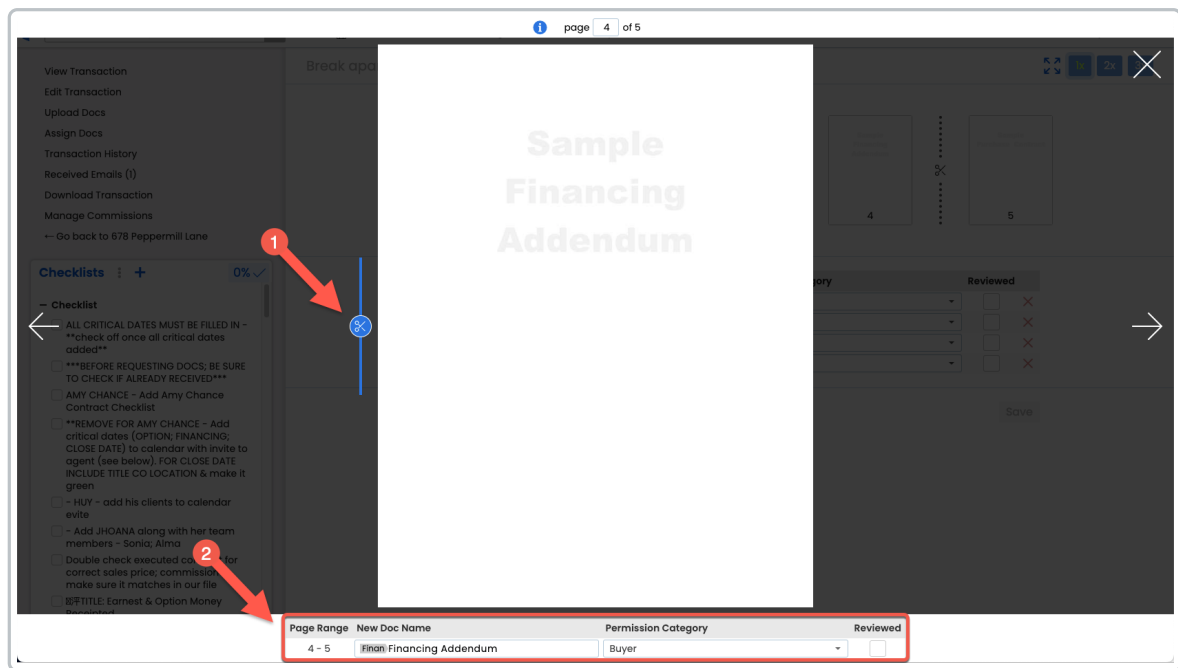 page 4 of 5
View Transaction
Edit Transaction
Upload Docs
Assign Docs
Transaction History
Received Emails (1)
Download Transaction
Manage Commissions
← Go back to 678 Peppermill Lane
Break apa
1x
2x
4
5
Sample
Financing
Addendum
1
Checklists + 0%
− Checklist
ALL CRITICAL DATES MUST BE FILLED IN -
**check off once all critical dates
added**
***BEFORE REQUESTING DOCS; BE SURE
TO CHECK IF ALREADY RECEIVED***
AMY CHANCE - Add Amy Chance
Contract Checklist
**REMOVE FOR AMY CHANCE - Add
critical dates (OPTION; FINANCING;
CLOSE DATE) to calendar with invite to
agent (see below). FOR CLOSE DATE
INCLUDE TITLE CO LOCATION & make it
green
- HUY - add his clients to calendar
evite
- Add JHOANA along with her team
members - Sonia; Alma
Double check executed co for
correct sales price; commission
make sure it matches in our file
TITLE: Earnest & Option Money
Receipted
ory
Reviewed
Save
2
Page Range New Doc Name Permission Category Reviewed
4 - 5 Finan Financing Addendum Buyer